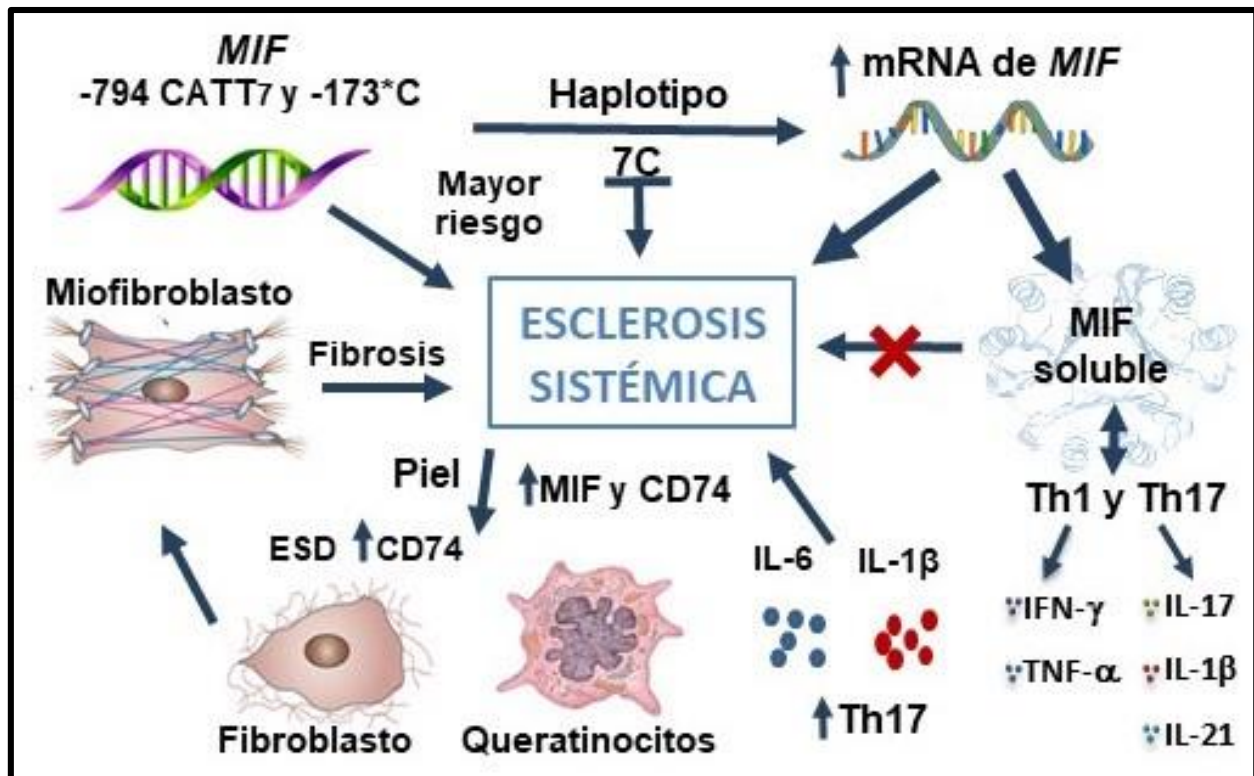 MIF
-794 CATT7 y -173*C
Haplotipo
7C
mRNA de MIF
Mayor
riesgo
Miofibroblasto
Fibrosis
ESCLEROSIS
SISTÉMICA
MIF
soluble
Piel
MIF y CD74
ESD
CD74
Fibroblasto
Queratinocitos
IL-6
IL-1β
Th17
Th1 y Th17
IFN-γ
TNF-α
IL-17
IL-1β
IL-21